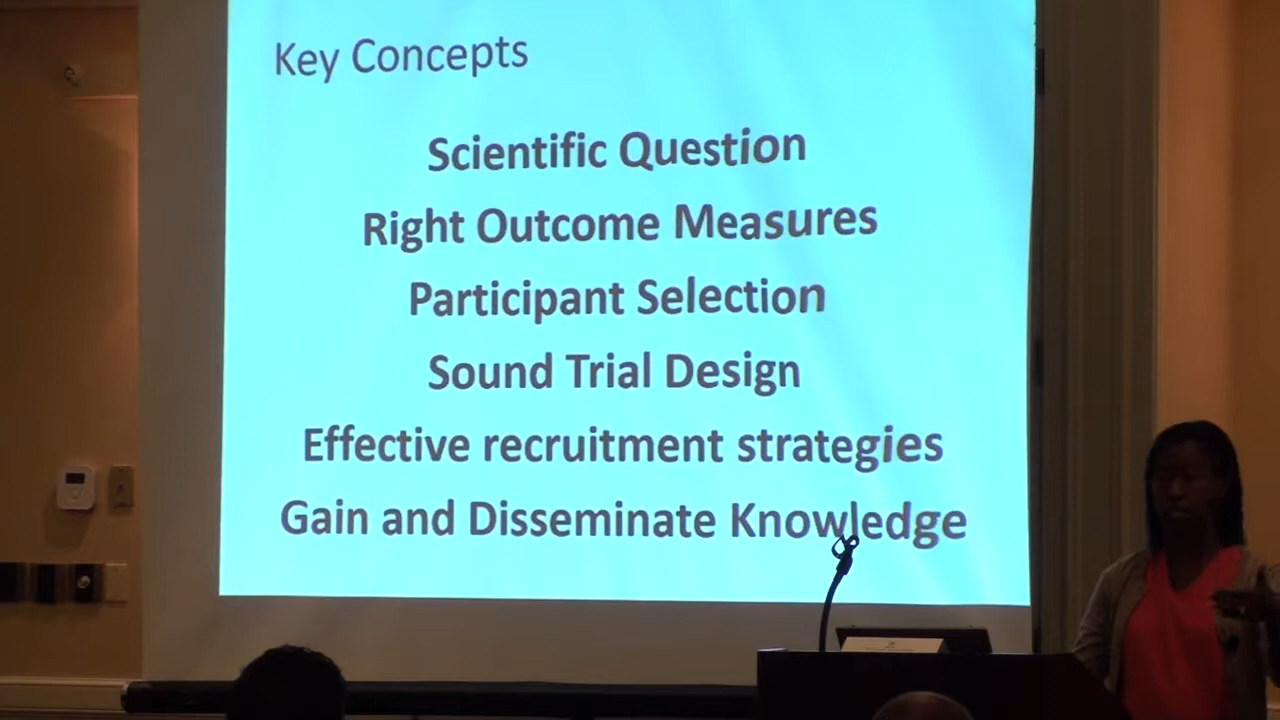 Key Concepts
Scientific Question
Right Outcome Measures
Participant Selection
Sound Trial Design
Effective recruitment strategies
Gain and Disseminate Knowledge